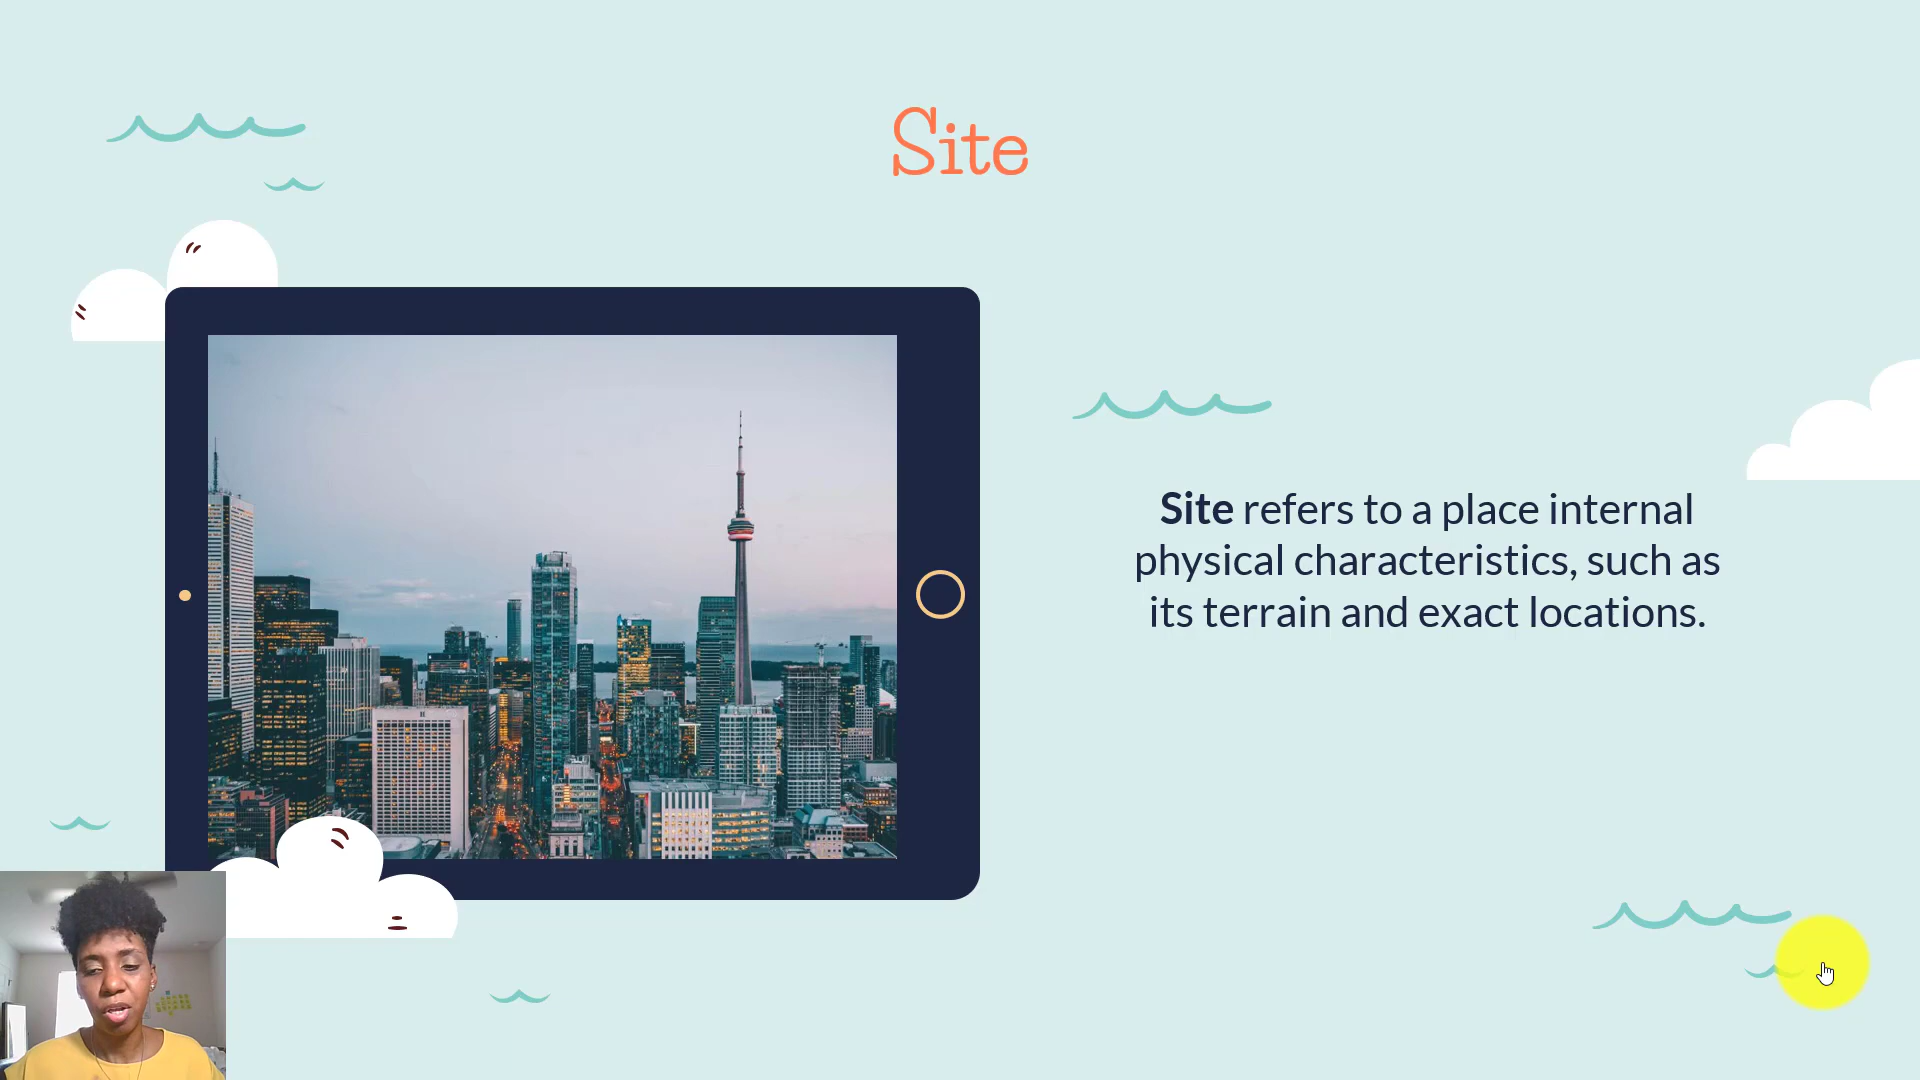 Site
Site refers to a place internal
physical characteristics, such as
its terrain and exact locations.